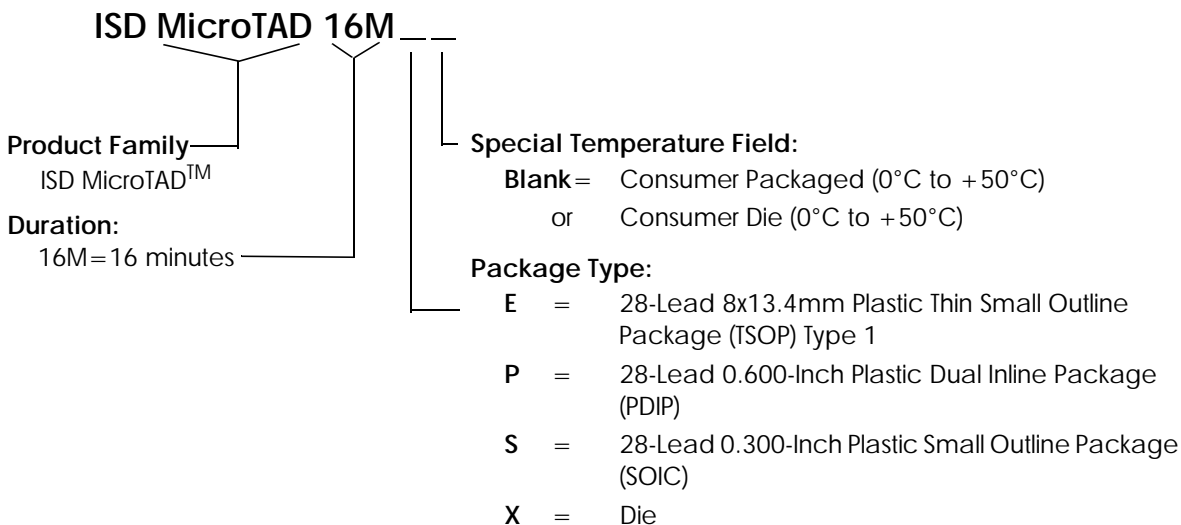 ISD MicroTAD 16M _ _
Product Family
ISD MicroTAD™
Duration:
16M=16 minutes
Special Temperature Field:
Blank= Consumer Packaged (0°C to +50°C)
or Consumer Die (0°C to +50°C)
Package Type:
E = 28-Lead 8x13.4mm Plastic Thin Small Outline
Package (TSOP) Type 1
P = 28-Lead 0.600-Inch Plastic Dual Inline Package
(PDIP)
S = 28-Lead 0.300-Inch Plastic Small Outline Package
(SOIC)
X = Die